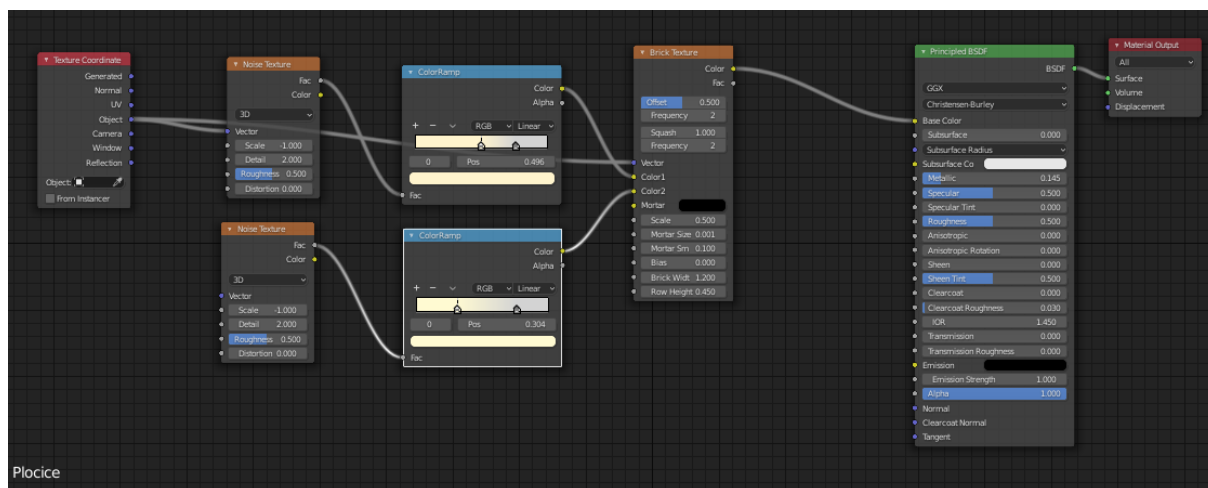 Texture Coordinate
Generated
Normal
UV
Object
Camera
Window
Reflection
Object:
From Instancer
Noise Texture
Fac
Color
3D
Vector
Scale -1.000
Detail 2.000
Roughness 0.500
Distortion 0.000
Noise Texture
Fac
Color
3D
Vector
Scale -1.000
Detail 2.000
Roughness 0.500
Distortion 0.000
ColorRamp
Color
Alpha
+ − RGB Linear
0 Pos 0.496
Fac
ColorRamp
Color
Alpha
+ − RGB Linear
0 Pos 0.304
Fac
Brick Texture
Color
Fac
Offset 0.500
Frequency 2
Squash 1.000
Frequency 2
Vector
Color1
Color2
Mortar
Scale 0.500
Mortar Size 0.001
Mortar Sm 0.100
Bias 0.000
Brick Widt 1.200
Row Height 0.450
Principled BSDF
BSDF
GGX
Christensen-Burley
Base Color
Subsurface 0.000
Subsurface Radius
Subsurface Co
Metallic 0.145
Specular 0.500
Specular Tint 0.000
Roughness 0.500
Anisotropic 0.000
Anisotropic Rotation 0.000
Sheen 0.000
Sheen Tint 0.500
Clearcoat 0.000
Clearcoat Roughness 0.030
IOR 1.450
Transmission 0.000
Transmission Roughness 0.000
Emission
Emission Strength 1.000
Alpha 1.000
Normal
Clearcoat Normal
Tangent
Material Output
All
Surface
Volume
Displacement
Plocice